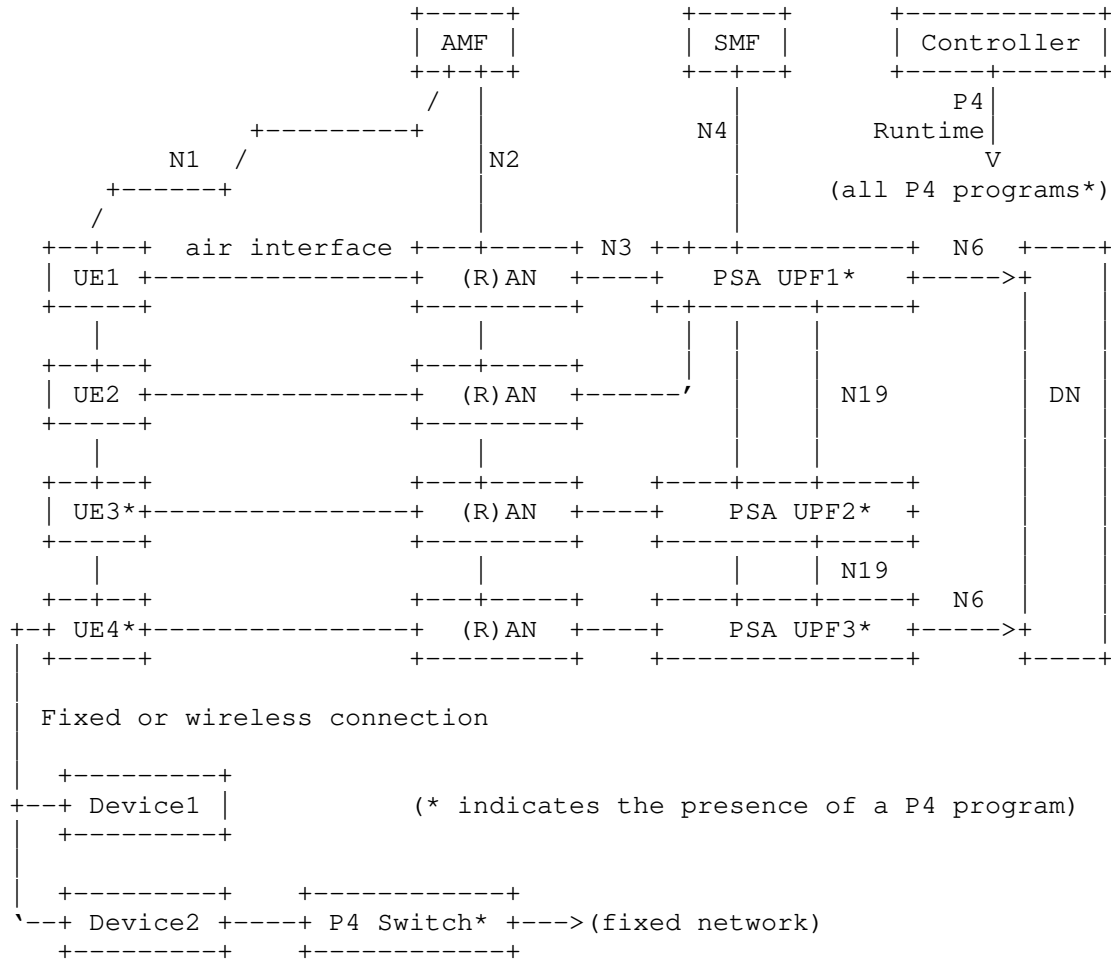 AMF SMF Controller
P4
N4 Runtime
N1 N2
(all P4 programs*)
air interface N3 N6
UE1 (R)AN PSA UPF1*
UE2 (R)AN N19 DN
UE3* (R)AN PSA UPF2*
N19
N6
UE4* (R)AN PSA UPF3*
Fixed or wireless connection
Device1 (* indicates the presence of a P4 program)
Device2 P4 Switch* (fixed network)